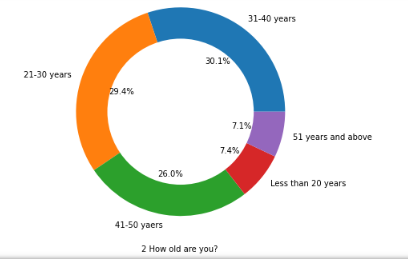 31-40 years
30.1%
21-30 years
29.4%
7.1%
51 years and above
7.4%
26.0%
Less than 20 years
41-50 yaers
2 How old are you?